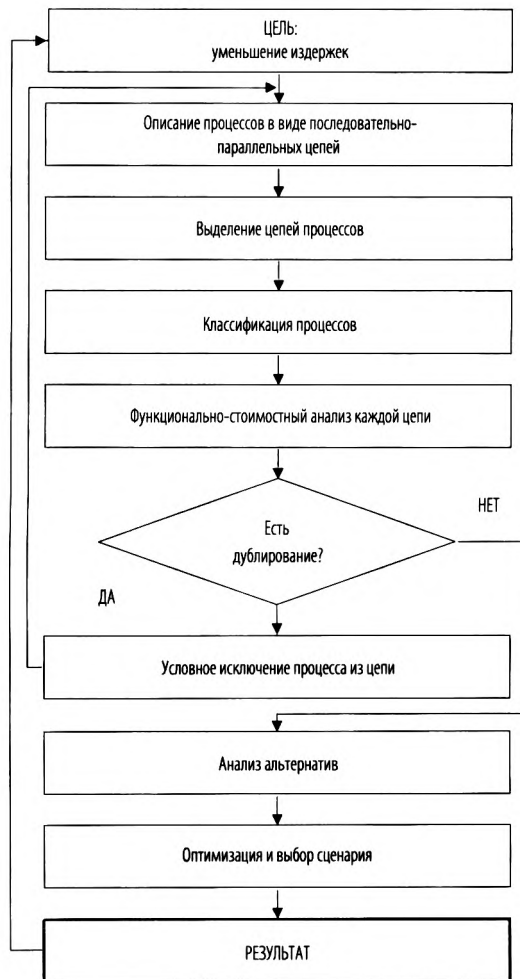 ЦЕЛЬ:
уменьшение издержек
Описание процессов в виде последовательно-
параллельных цепей
Выделение цепей процессов
Классификация процессов
Функционально-стоимостный анализ каждой цепи
Есть
дублирование?
НЕТ
ДА
Условное исключение процесса из цепи
Анализ альтернатив
Оптимизация и выбор сценария
РЕЗУЛЬТАТ